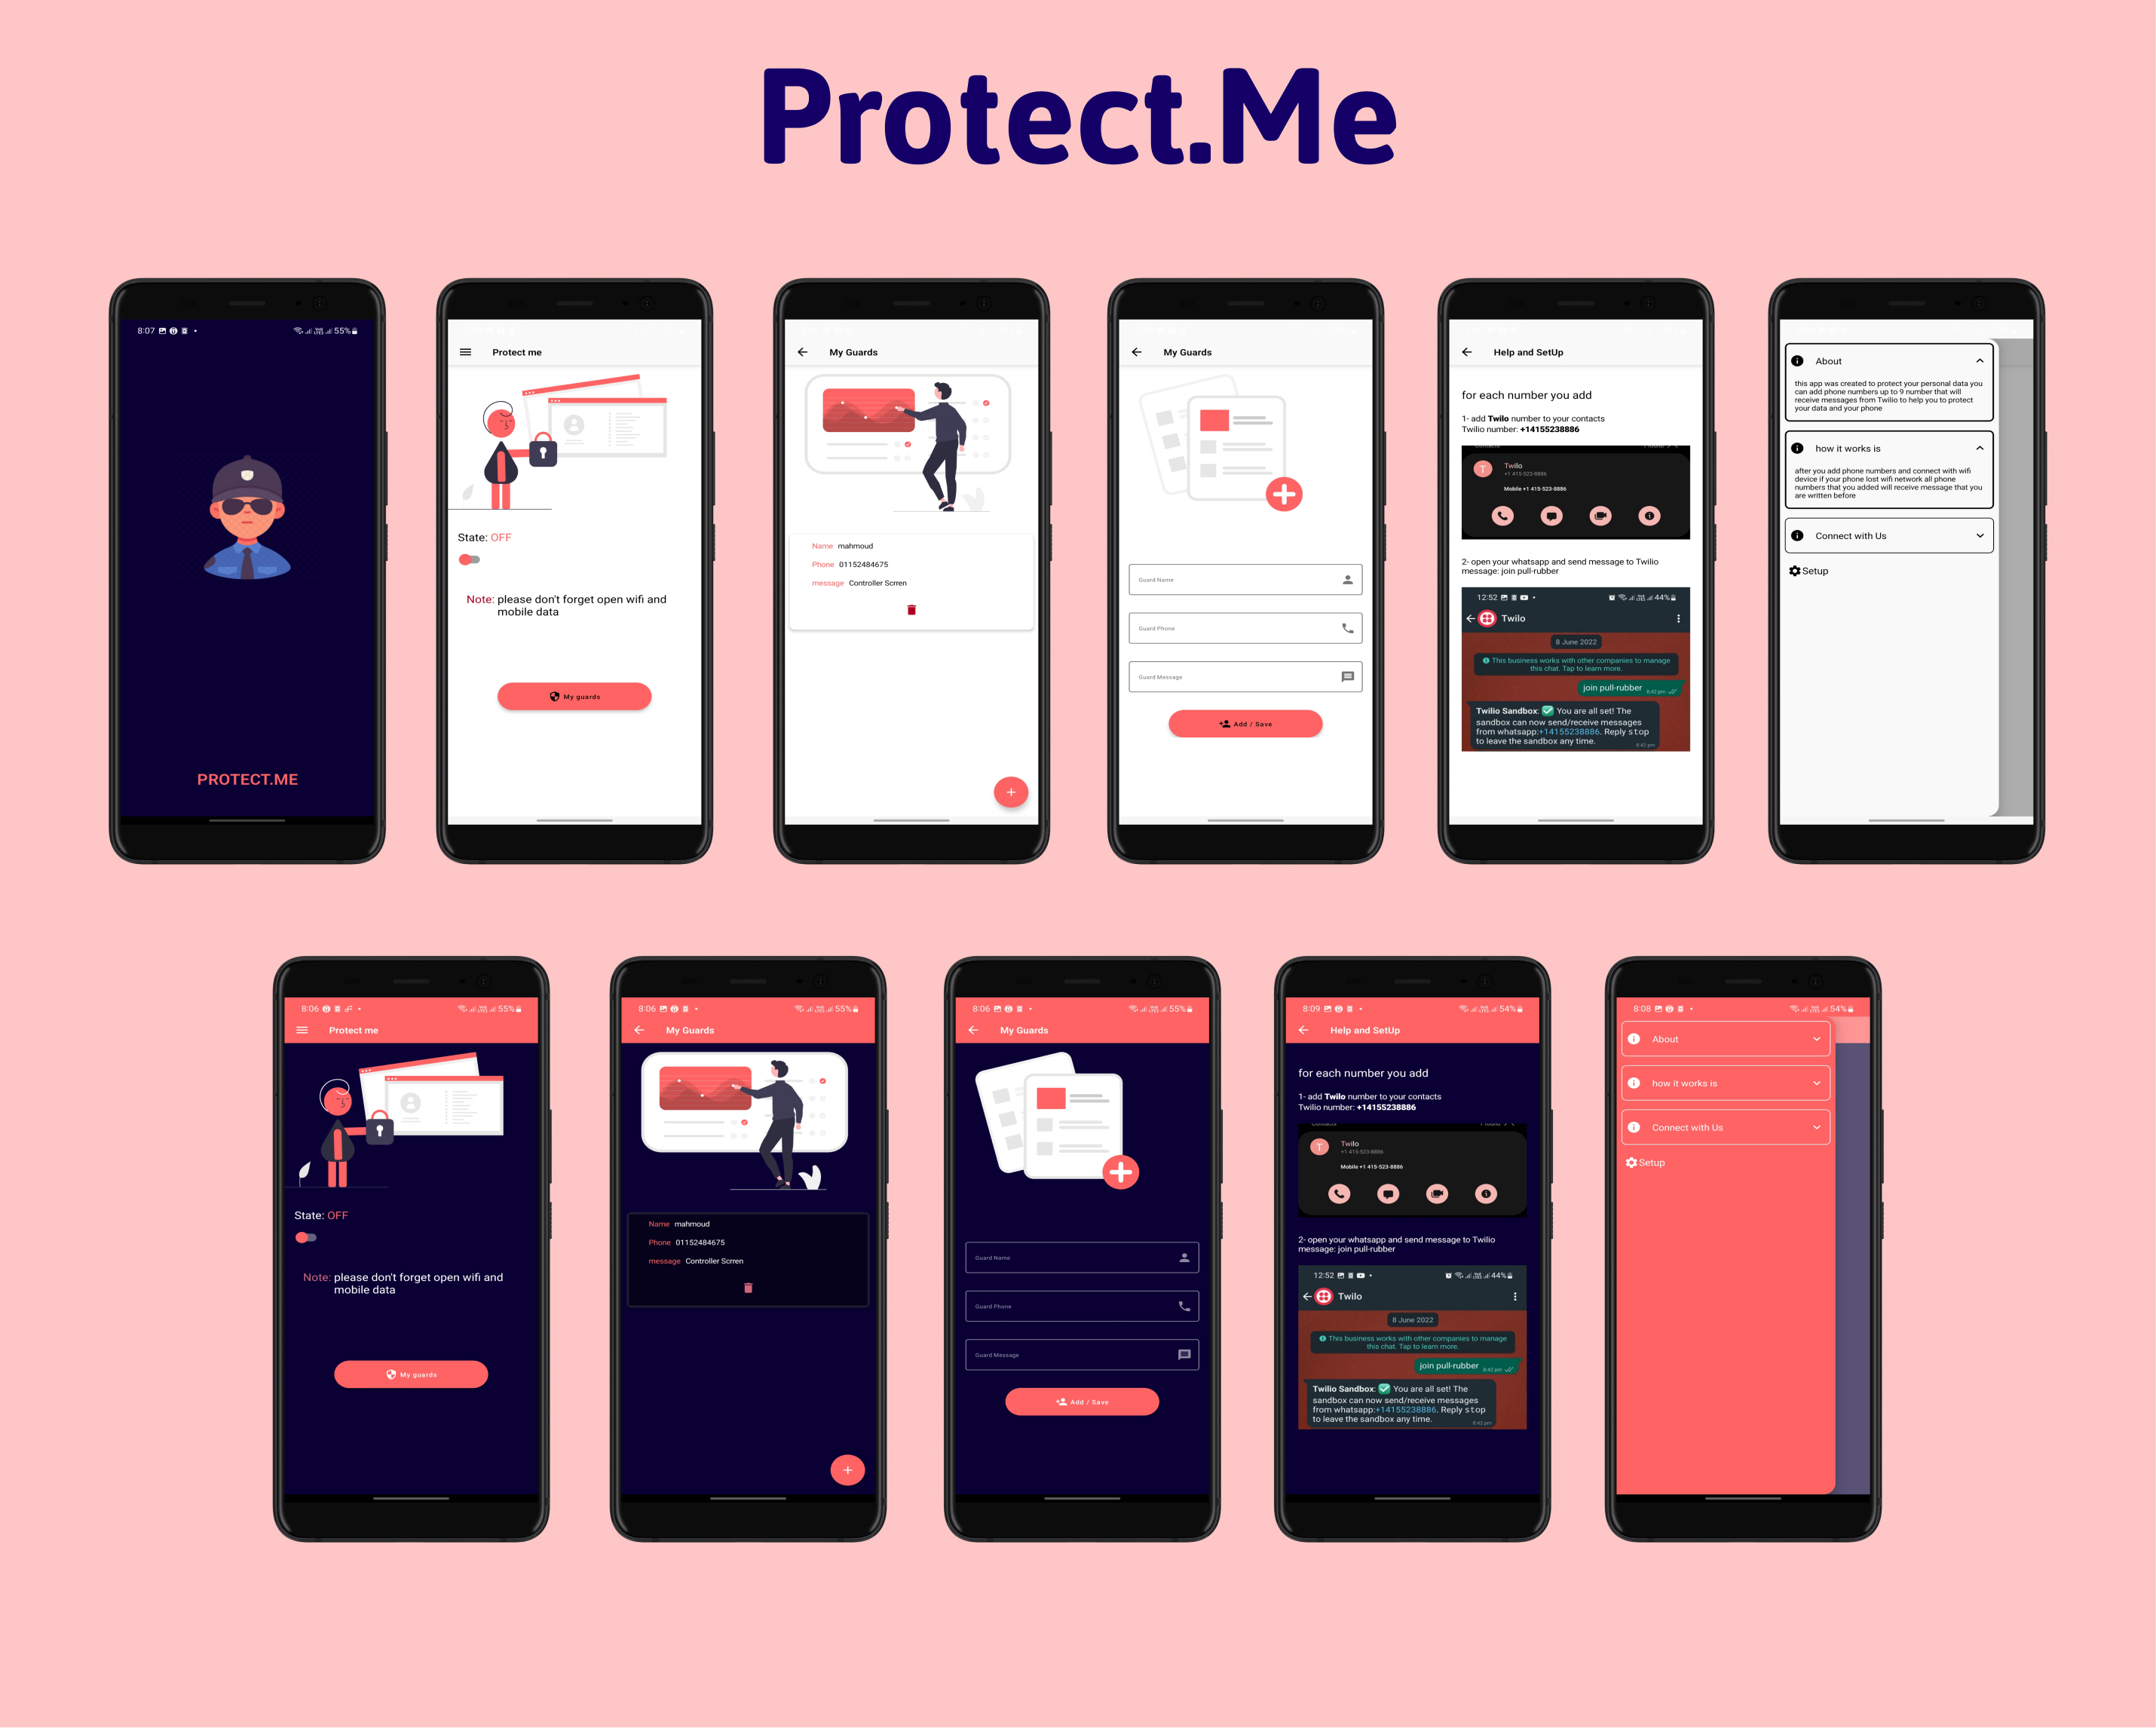 Protect.Me
8:07
55%
PROTECT.ME
Protect me
State: OFF
Note: please don't forget open wifi and
mobile data
My guards
My Guards
Name mahmoud
Phone 01152484675
message Controller Scrren
+
My Guards
Guard Name
Guard Phone
Guard Message
Add / Save
Help and SetUp
for each number you add
1- add Twilo number to your contacts
Twilio number: +14155238886
T
Twilo
+1 415-523-8886
Mobile +1 415-523-8886
2- open your whatsapp and send message to Twilio
message: join pull-rubber
12:52
44%
Twilo
8 June 2022
This business works with other companies to manage
this chat. Tap to learn more.
join pull-rubber 8:42 pm
Twilio Sandbox: ✅ You are all set! The
sandbox can now send/receive messages
from whatsapp:+14155238886. Reply stop
to leave the sandbox any time.
8:42 pm
About
this app was created to protect your personal data you
can add phone numbers up to 9 number that will
receive messages from Twilio to help you to protect
your data and your phone
how it works is
after you add phone numbers and connect with wifi
device if your phone lost wifi network all phone
numbers that you added will receive message that you
are written before
Connect with Us
Setup
8:06
55%
Protect me
State: OFF
Note: please don't forget open wifi and
mobile data
My guards
8:06
55%
My Guards
Name mahmoud
Phone 01152484675
message Controller Scrren
+
8:06
55%
My Guards
Guard Name
Guard Phone
Guard Message
Add / Save
8:09
54%
Help and SetUp
for each number you add
1- add Twilo number to your contacts
Twilio number: +14155238886
T
Twilo
+1 415-523-8886
Mobile +1 415-523-8886
2- open your whatsapp and send message to Twilio
message: join pull-rubber
12:52
44%
Twilo
8 June 2022
This business works with other companies to manage
this chat. Tap to learn more.
join pull-rubber 8:42 pm
Twilio Sandbox: ✅ You are all set! The
sandbox can now send/receive messages
from whatsapp:+14155238886. Reply stop
to leave the sandbox any time.
8:42 pm
8:08
54%
About
how it works is
Connect with Us
Setup